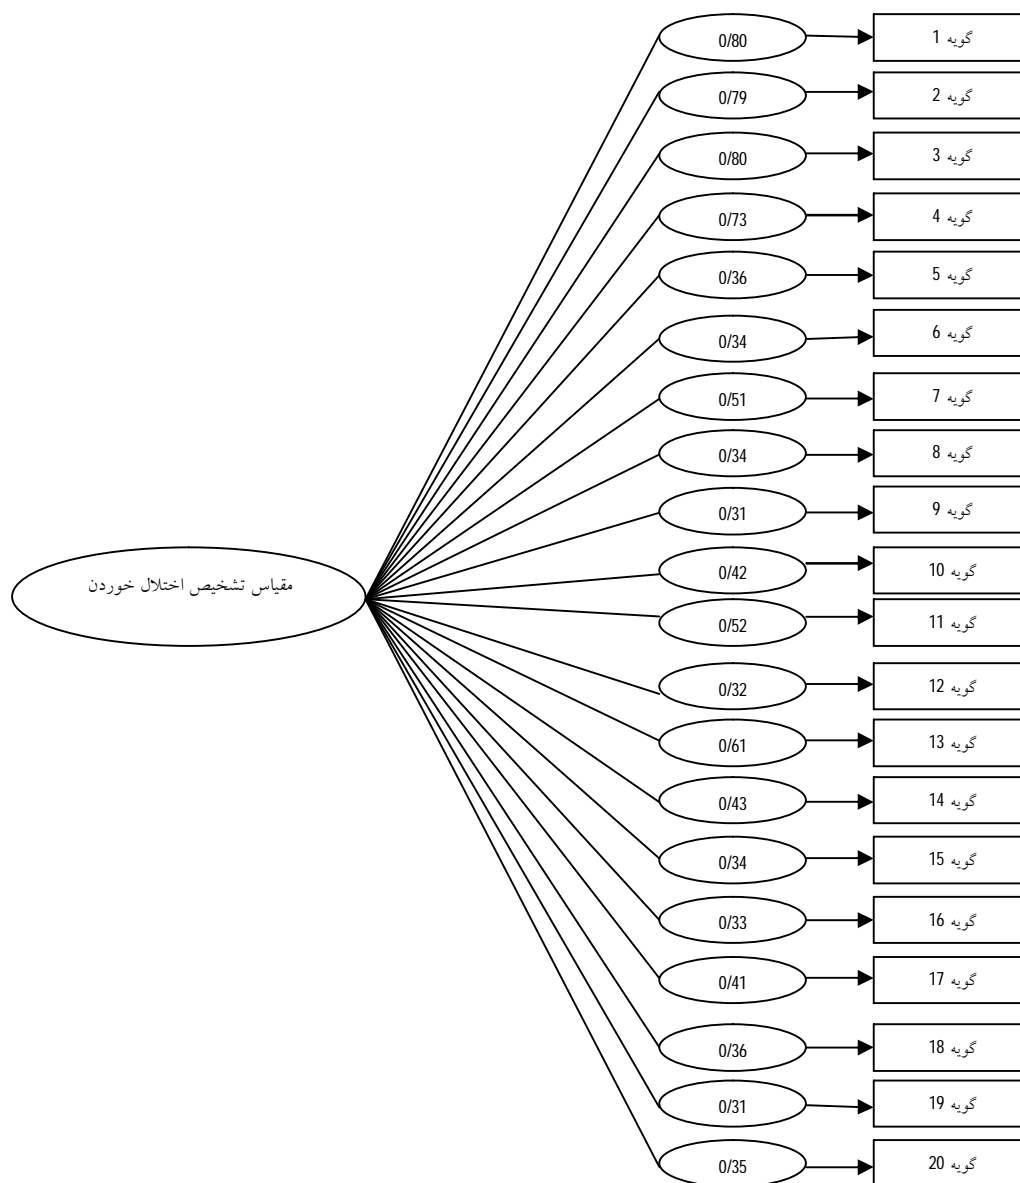 0/80 گویه 1
0/79 گویه 2
0/80 گویه 3
0/73 گویه 4
0/36 گویه 5
0/34 گویه 6
0/51 گویه 7
0/34 گویه 8
0/31 گویه 9
0/42 گویه 10
مقیاس تشخیص اختلال خوردن
0/52 گویه 11
0/32 گویه 12
0/61 گویه 13
0/43 گویه 14
0/34 گویه 15
0/33 گویه 16
0/41 گویه 17
0/36 گویه 18
0/31 گویه 19
0/35 گویه 20